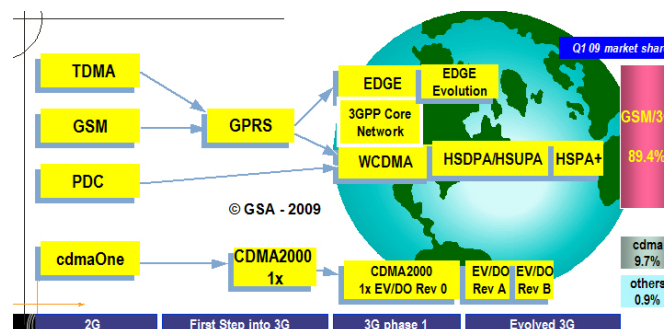 Q1 09 market share
TDMA
EDGE
EDGE
Evolution
GSM
GPRS
3GPP Core
Network
GSM/3
89.4%
WCDMA
HSDPA/HSUPA
HSPA+
PDC
© GSA - 2009
cdmaOne
CDMA2000
1x
CDMA2000
1x EV/DO Rev 0
EV/DO
Rev A
EV/DO
Rev B
cdma
9.7%
others
0.9%
2G
First Step into 3G
3G phase 1
Evolved 3G